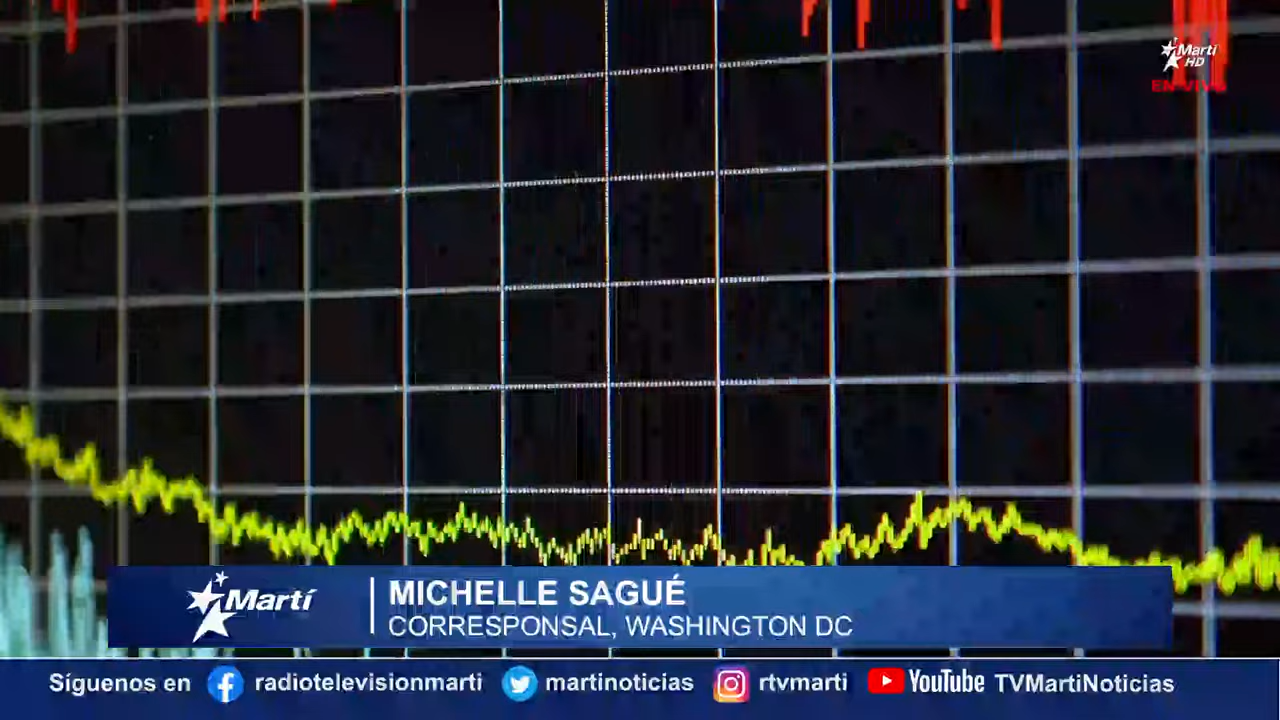 Martí
HD
EN VIVO
Martí
MICHELLE SAGUÉ
CORRESPONSAL, WASHINGTON DC
Síguenos en radiotelevisionmarti martinoticias rtvmarti YouTube TVMartiNoticias